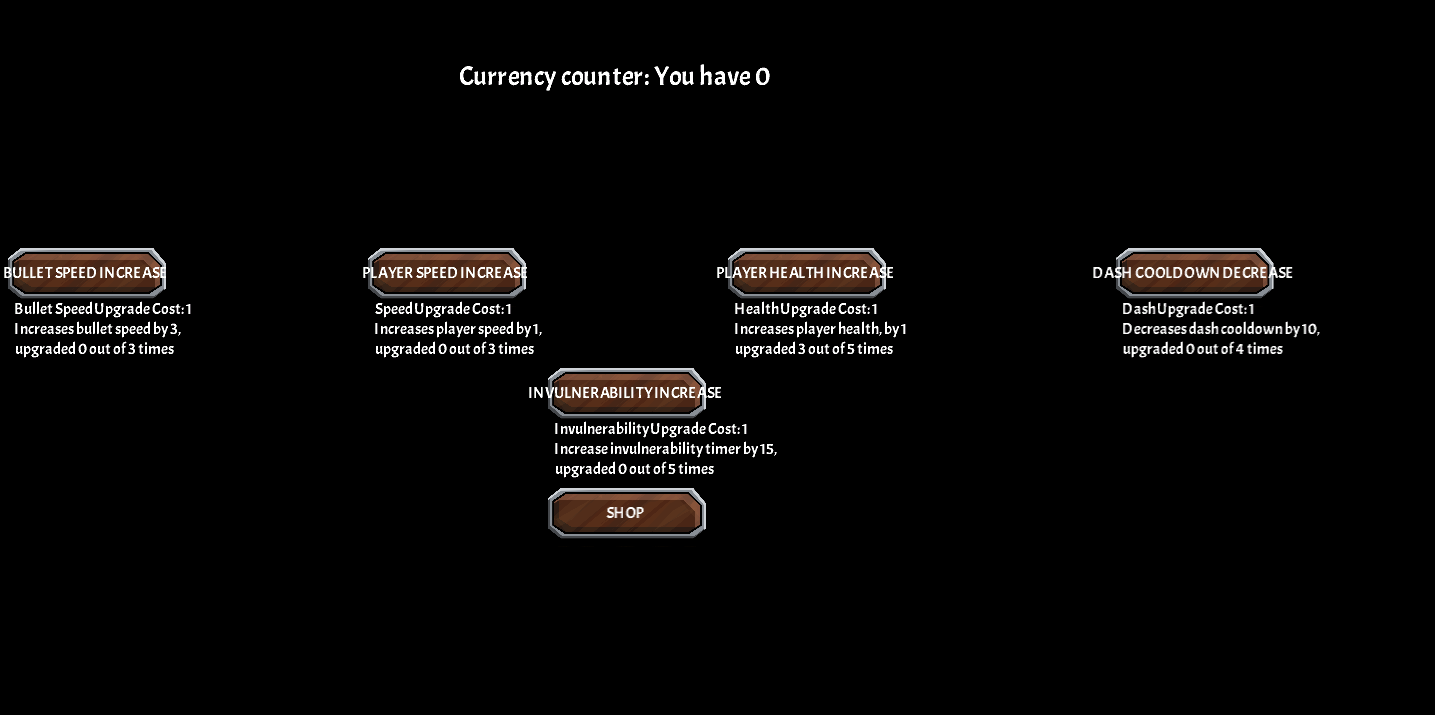 Currency counter: You have 0
BULLET SPEED INCREASE
Bullet Speed Upgrade Cost: 1
Increases bullet speed by 3,
upgraded 0 out of 3 times
PLAYER SPEED INCREASE
Speed Upgrade Cost: 1
Increases player speed by 1,
upgraded 0 out of 3 times
PLAYER HEALTH INCREASE
Health Upgrade Cost: 1
Increases player health, by 1
upgraded 3 out of 5 times
DASH COOLDOWN DECREASE
Dash Upgrade Cost: 1
Decreases dash cooldown by 10,
upgraded 0 out of 4 times
INVULNERABILITY INCREASE
Invulnerability Upgrade Cost: 1
Increase invulnerability timer by 15,
upgraded 0 out of 5 times
SHOP